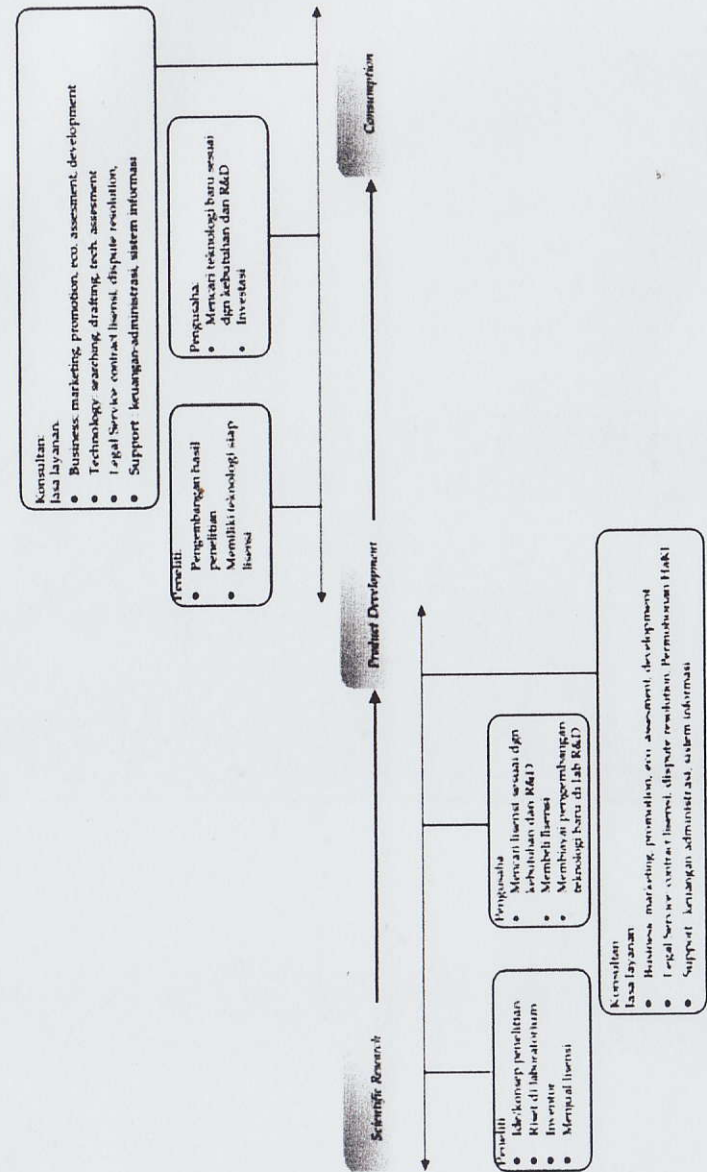 Konsultan:
Jasa layanan.
• Business: marketing, promotion, eco. assesment, development
• Technology: searching, drafting, tech. assesment
• Legal Service: contract lisensi, dispute resolution,
• Support : keuangan-administrasi, sistem informasi
Peneliti.
• Pengembangan hasil
penelitian
• Memiliki teknologi siap
lisensi
Pengusaha.
• Mencari teknologi baru sesuai
dgn kebutuhan dan R&D
• Investasi
Scientific Research
Product Development
Consumption
Peneliti
• Ide/konsep penelitian
• Riset di laboratorium
• Inventor
• Menjual lisensi
Pengusaha
• Mencari lisensi sesuai dgn
kebutuhan dan R&D
• Membeli lisensi
• Membiayai pengembangan
teknologi baru di lab R&D
Konsultan
Jasa layanan
• Business: marketing, promotion, eco. assesment, development
• Legal Service: contract lisensi, dispute resolution, Permohonan HaKI
• Support : keuangan administrasi, sistem informasi